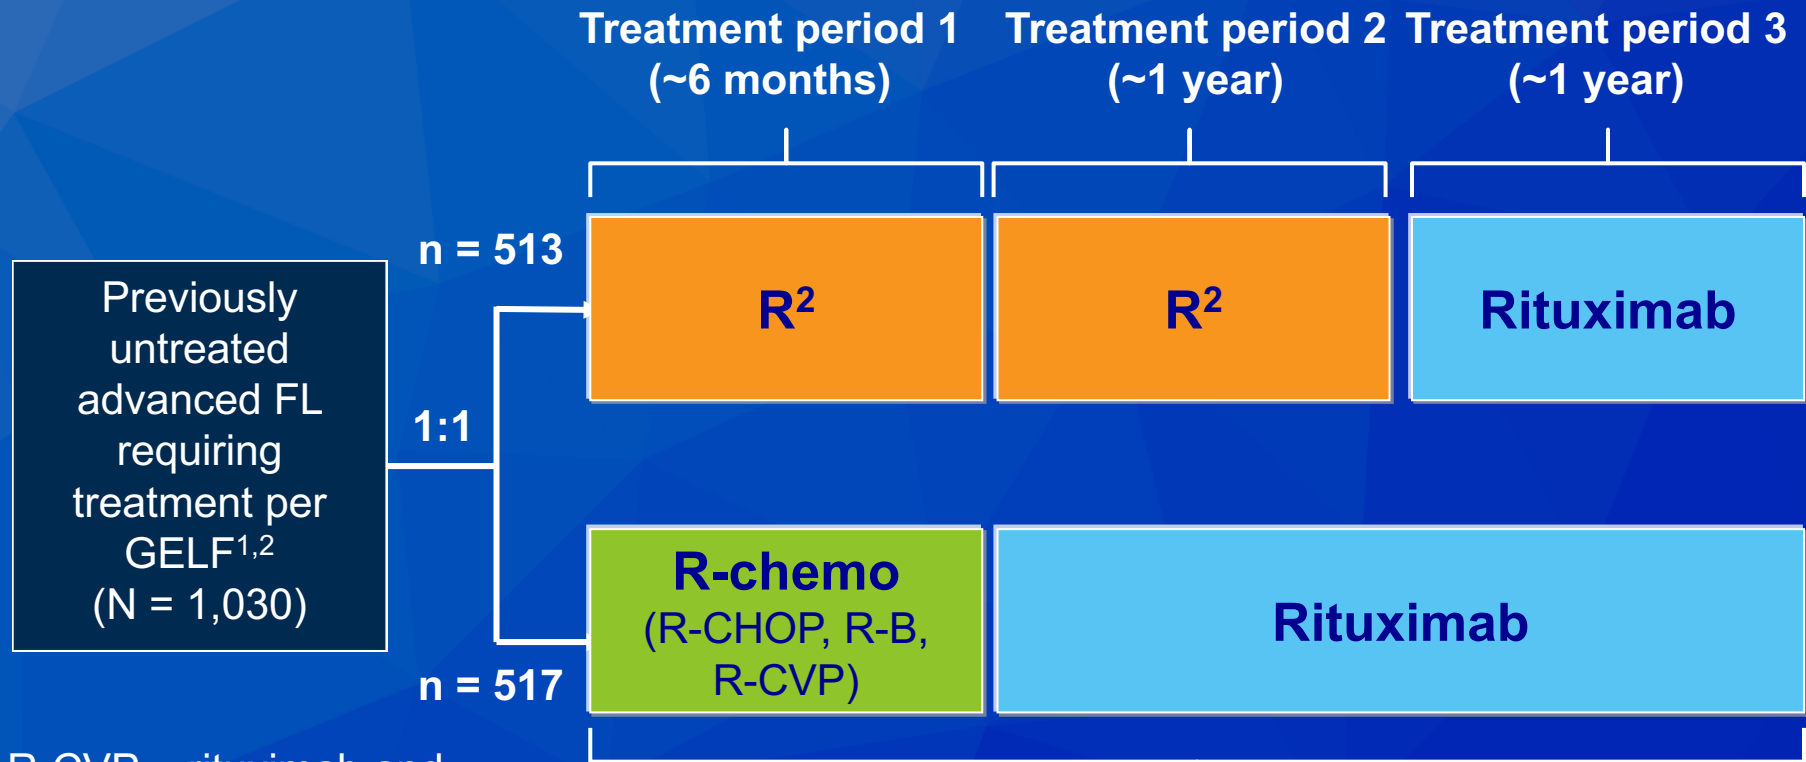 Treatment period 1
(~6 months)
Treatment period 2
(~1 year)
Treatment period 3
(~1 year)
Previously
untreated
advanced FL
requiring
treatment per
GELF1,2
(N = 1,030)
1:1
n = 513
R2
R2
Rituximab
n = 517
R-chemo
(R-CHOP, R-B,
R-CVP)
Rituximab